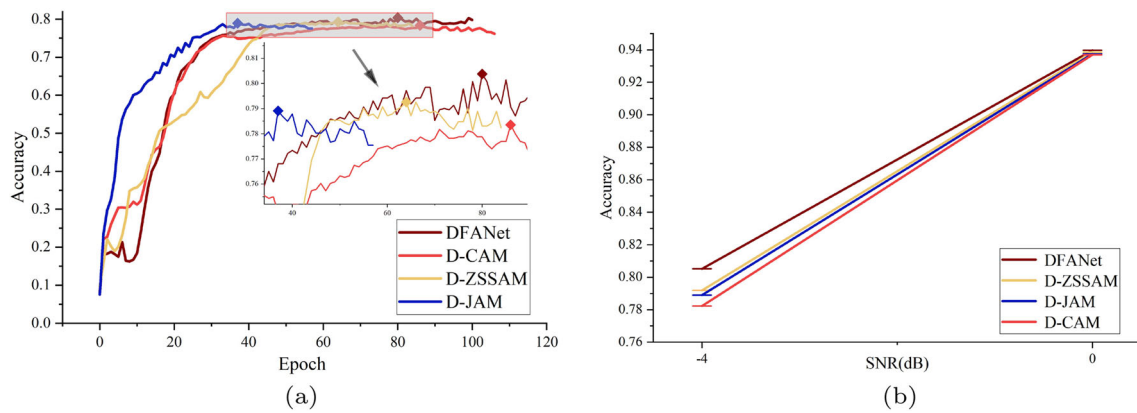 0.8
0.7
0.6
0.5
0.4
0.3
0.2
0.1
0.0
Accuracy
0 20 40 60 80 100 120
Epoch
0.81
0.80
0.79
0.78
0.77
0.76
40 60 80
DFANet
D-CAM
D-ZSSAM
D-JAM
(a)
0.94
0.92
0.90
0.88
0.86
0.84
0.82
0.80
0.78
0.76
Accuracy
-4 0
SNR(dB)
DFANet
D-ZSSAM
D-JAM
D-CAM
(b)